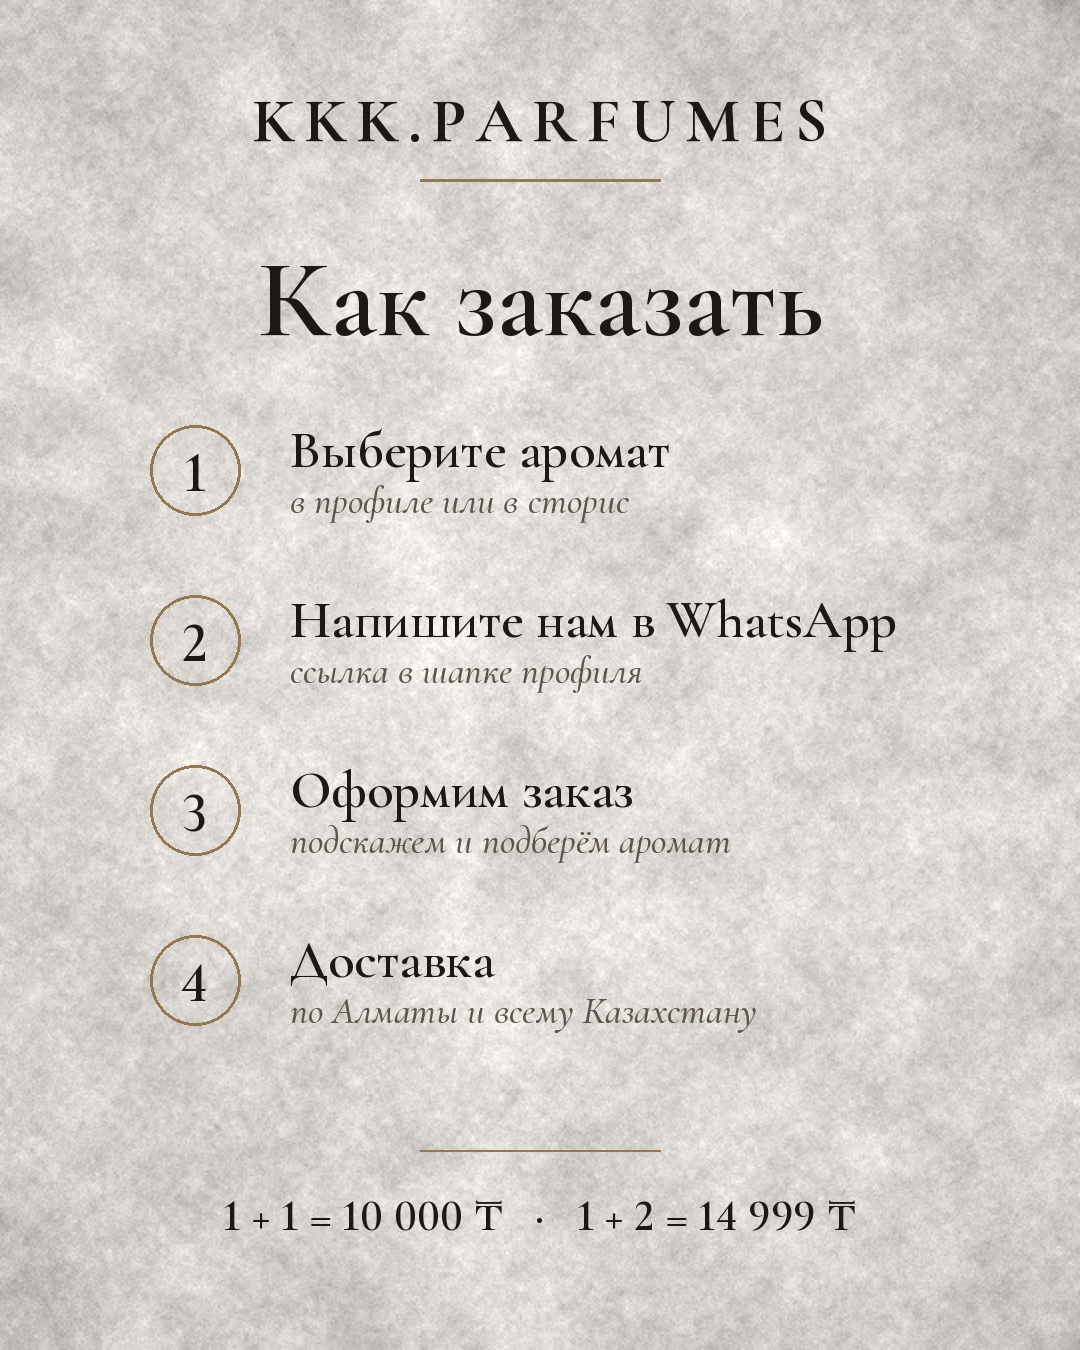 KKK.PARFUMES
Как заказать
1
Выберите аромат
в профиле или в сторис
2
Напишите нам в WhatsApp
ссылка в шапке профиля
3
Оформим заказ
подскажем и подберём аромат
4
Доставка
по Алматы и всему Казахстану
1 + 1 = 10 000 ₸ · 1 + 2 = 14 999 ₸